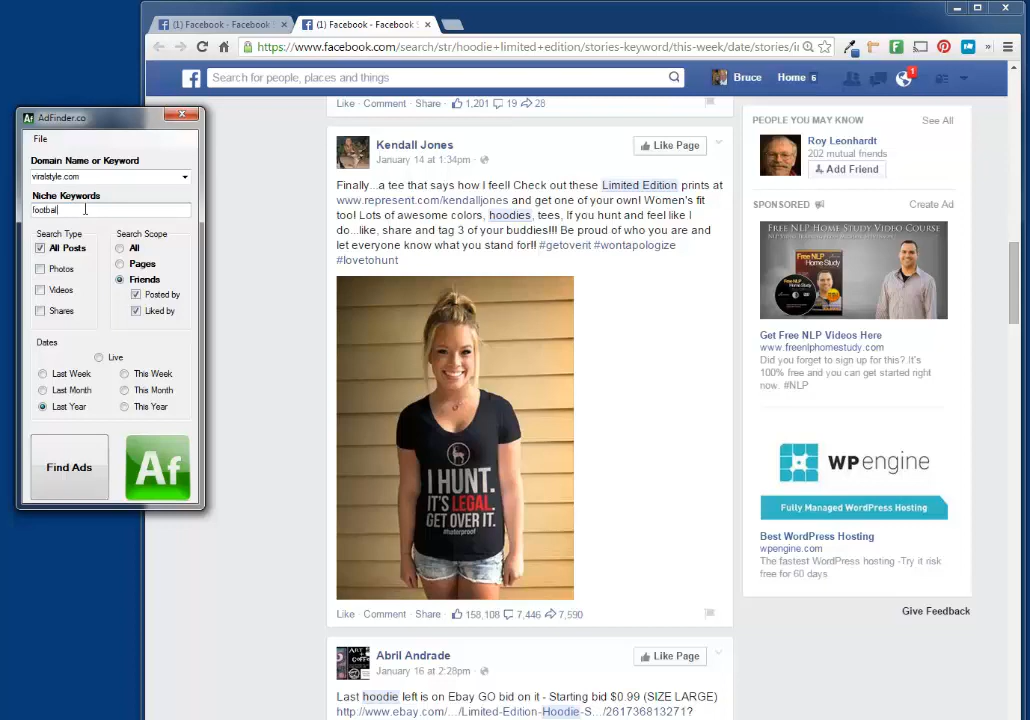 (1) Facebook - Facebook
(1) Facebook - Facebook S
https://www.facebook.com/search/str/hoodie+limited+edition/stories-keyword/this-week/date/stories/in
Search for people, places and things
Bruce
Home 6
1
AdFinder.co
File
Domain Name or Keyword
viralstyle.com
Niche Keywords
footbal
Search Type
All Posts
Photos
Videos
Shares
Search Scope
All
Pages
Friends
Posted by
Liked by
Dates
Live
Last Week
This Week
Last Month
This Month
Last Year
This Year
Find Ads
Af
Like · Comment · Share · 1,201 19 28
Kendall Jones
January 14 at 1:34pm ·
Like Page
Finally...a tee that says how I feel! Check out these Limited Edition prints at
www.represent.com/kendalljones and get one of your own! Women's fit
too! Lots of awesome colors, hoodies, tees, If you hunt and feel like I
do...like, share and tag 3 of your buddies!!! Be proud of who you are and
let everyone know what you stand for!! #getoverit #wontapologize
#lovetohunt
I HUNT.
IT'S LEGAL.
GET OVER IT.
#haterproof
Like · Comment · Share · 158,108 7,446 7,590
Abril Andrade
January 16 at 2:28pm ·
Like Page
Last hoodie left is on Ebay GO bid on it - Starting bid $0.99 (SIZE LARGE)
http://www.ebay.com/.../Limited-Edition-Hoodie-S.../261736813271?
PEOPLE YOU MAY KNOW
See All
Roy Leonhardt
202 mutual friends
Add Friend
SPONSORED
Create Ad
FREE NLP HOME STUDY VIDEO COURSE
Get Free NLP Videos Here
www.freenlphomestudy.com
Did you forget to sign up for this? It's
100% free and you can get started right
now. #NLP
WP engine
Fully Managed WordPress Hosting
Best WordPress Hosting
wpengine.com
The fastest WordPress hosting -Try it risk
free for 60 days
Give Feedback